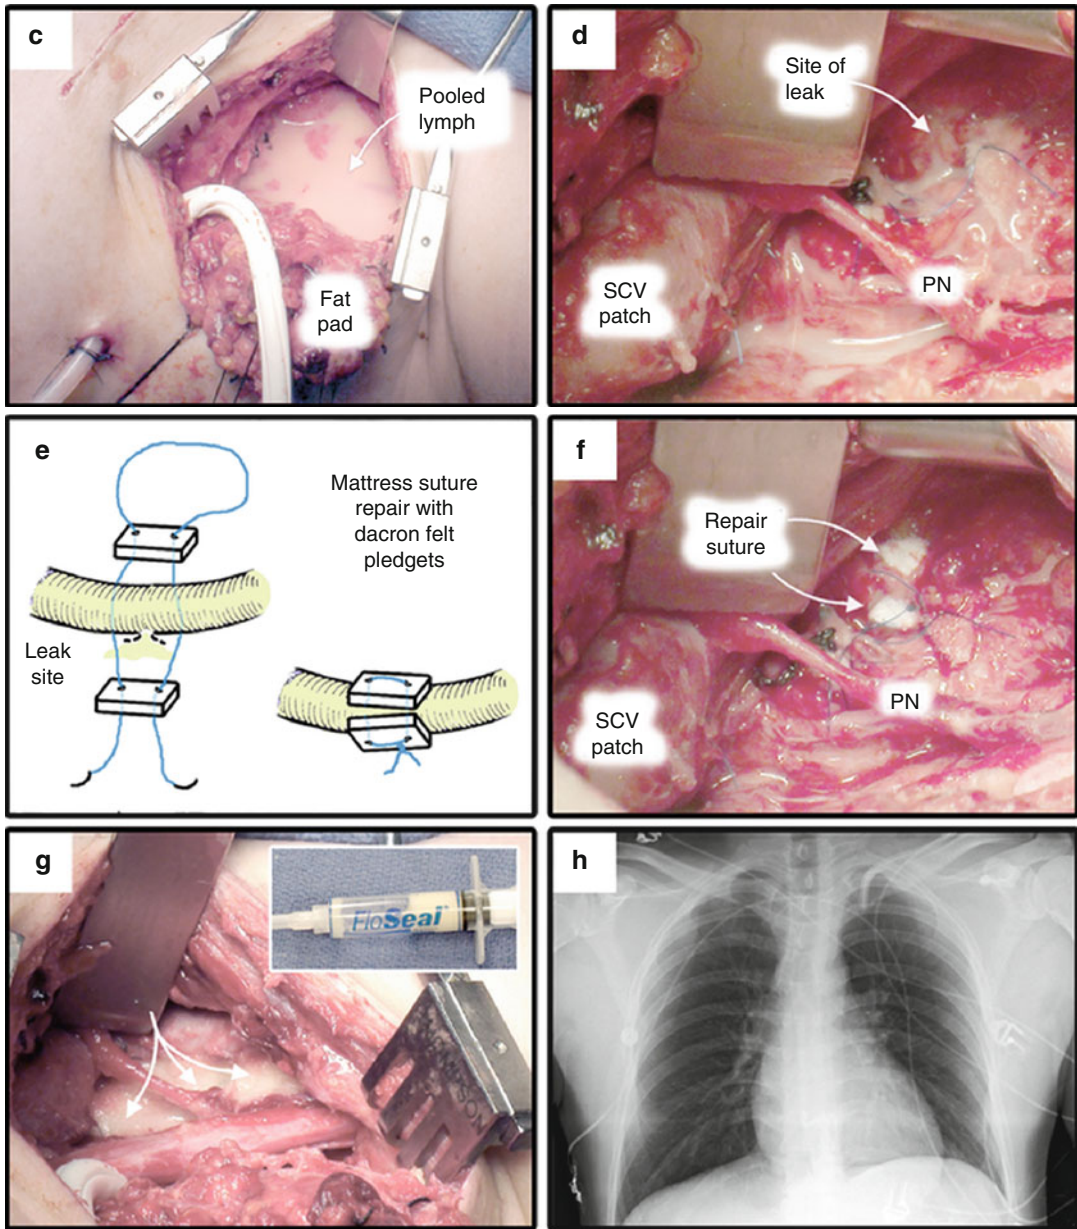 c
Pooled
lymph
Fat
pad
d
Site of
leak
SCV
patch
PN
e
Mattress suture
repair with
dacron felt
pledgets
Leak
site
f
Repair
suture
SCV
patch
PN
g
FloSeal
h